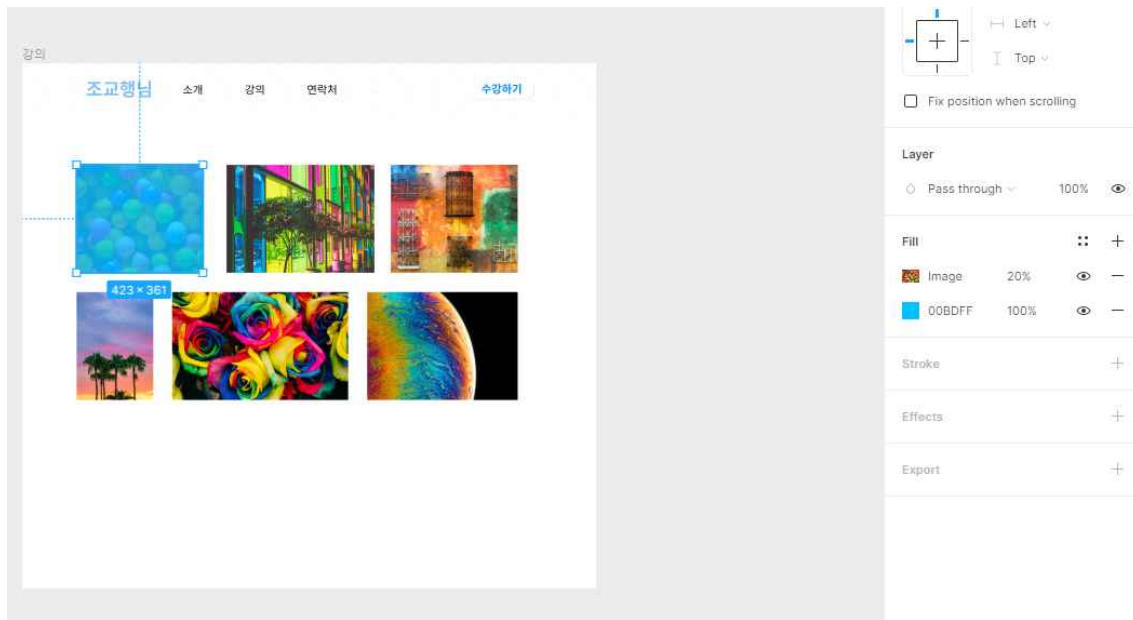 강의
조교행님 소개 강의 연락처 수강하기
423 × 361
Left
Top
Fix position when scrolling
Layer
Pass through 100%
Fill
Image 20%
00BDFF 100%
Stroke
Effects
Export